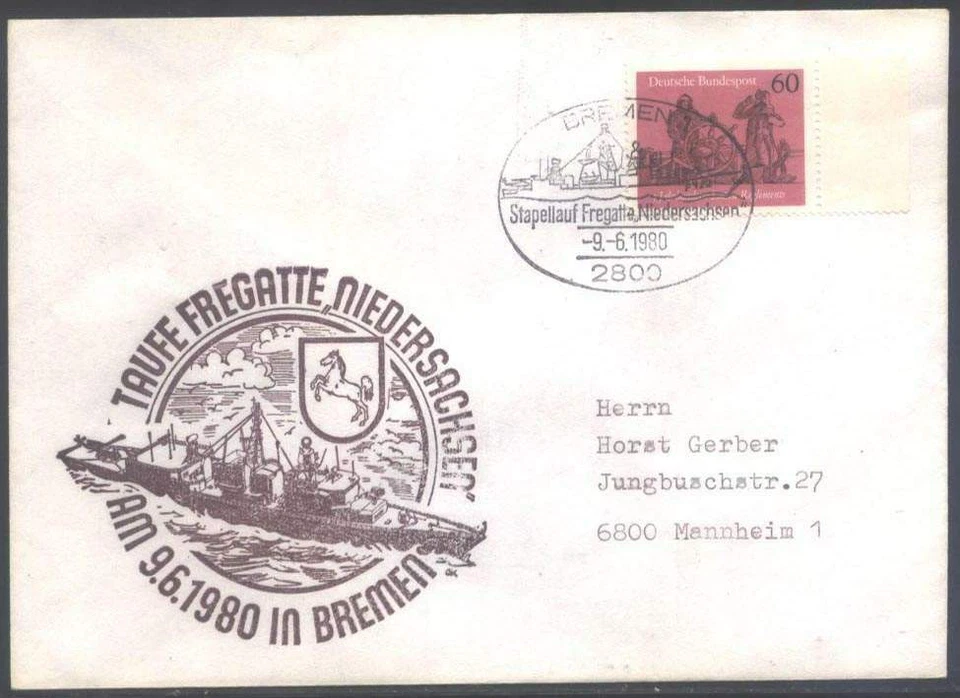 Deutsche Bundespost 60
BREMEN
Stapellauf Fregatte Niedersachsen"
-9.-6.1980
2800
TAUFE FREGATTE „NIEDERSACHSEN"
AM 9.6.1980 IN BREMEN
Herrn
Horst Gerber
Jungbuschstr.27
6800 Mannheim 1